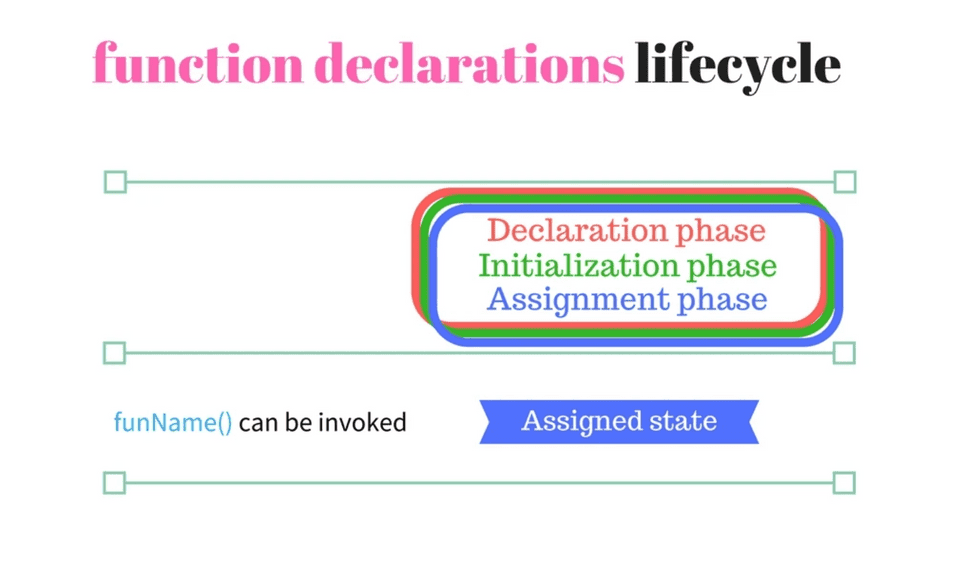 function declarations lifecycle
Declaration phase
Initialization phase
Assignment phase
funName() can be invoked
Assigned state